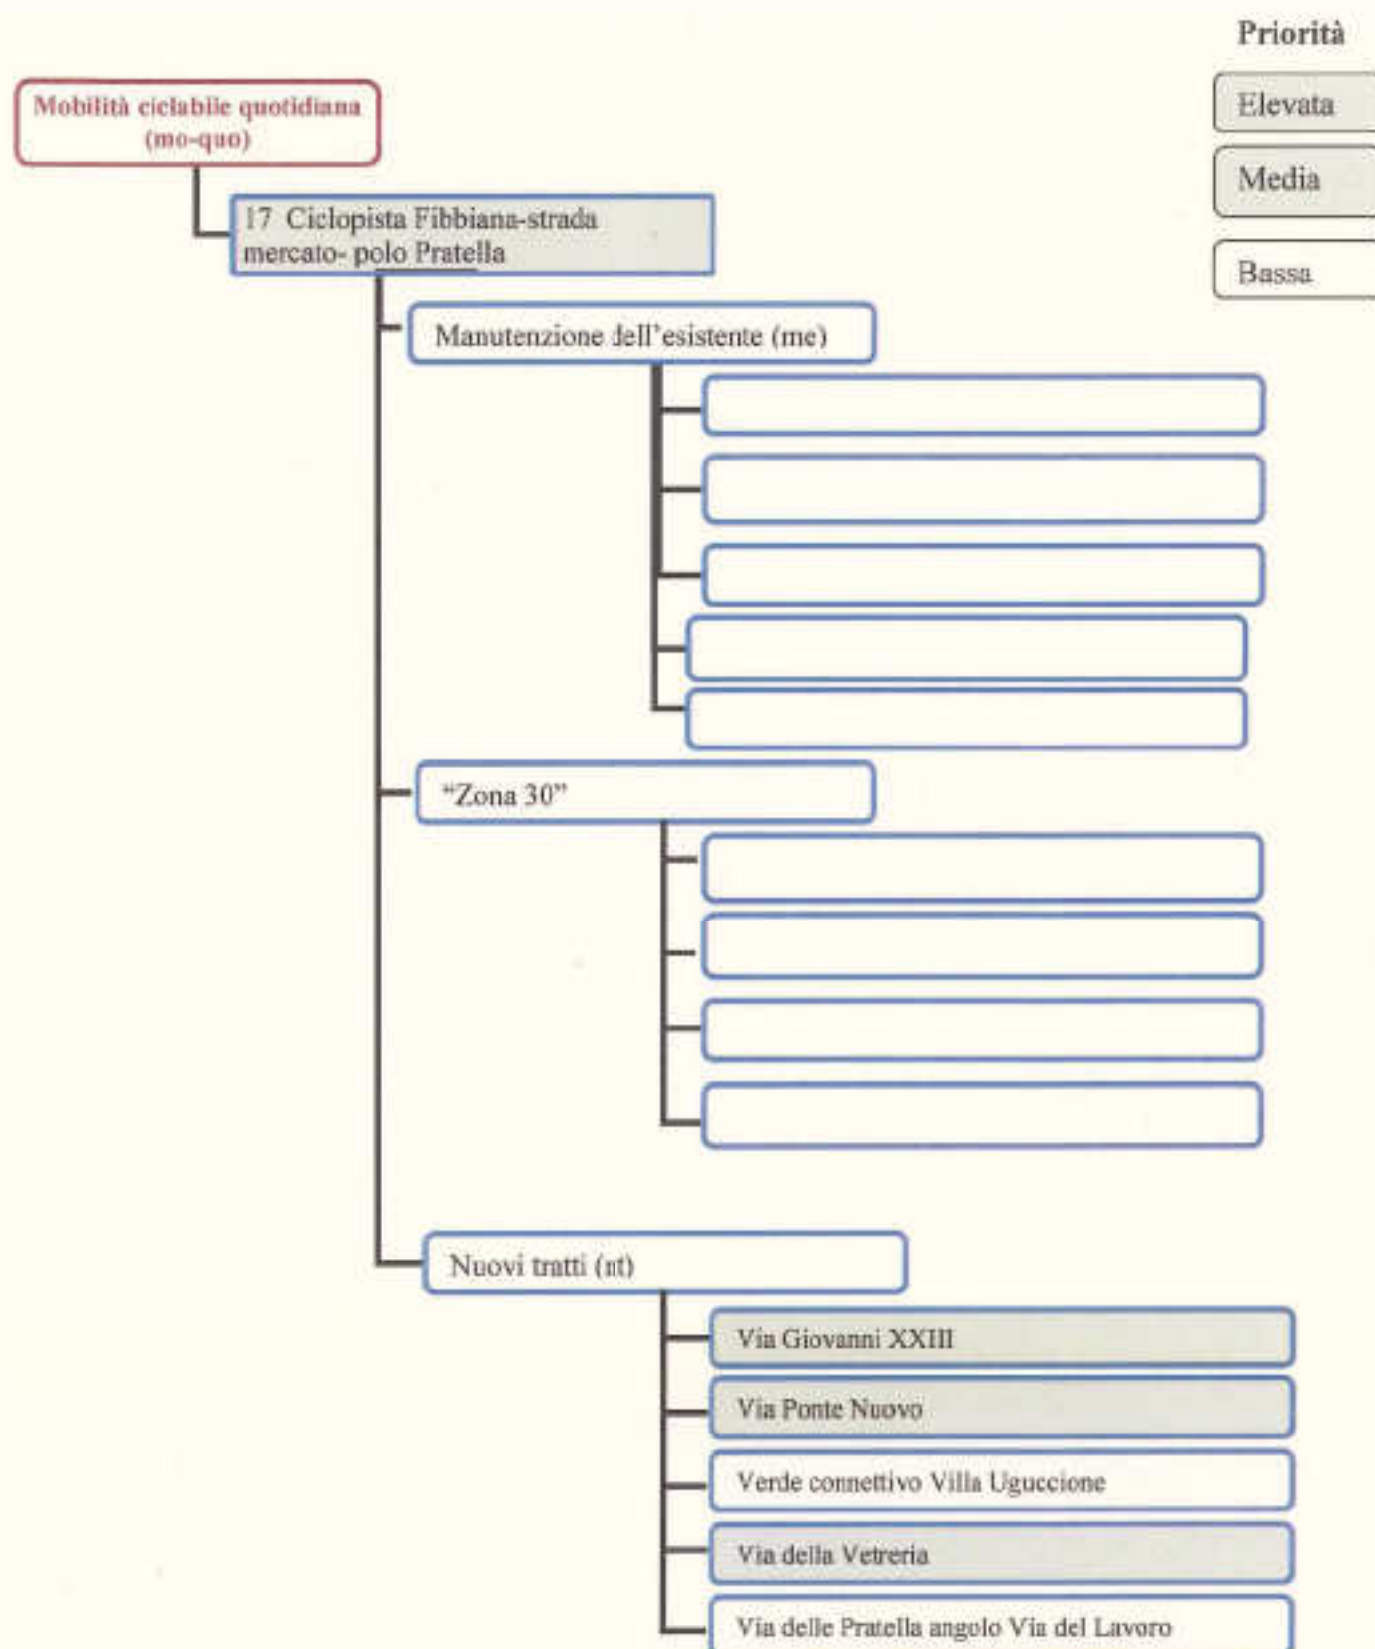 Priorità
Elevata
Media
Bassa
Mobilità ciclabile quotidiana
(mo-quo)
17 Ciclopista Fibbiana-strada
mercato- polo Pratella
Manutenzione dell'esistente (me)
“Zona 30”
Nuovi tratti (nt)
Via Giovanni XXIII
Via Ponte Nuovo
Verde connettivo Villa Uguccione
Via della Vetreria
Via delle Pratella angolo Via del Lavoro